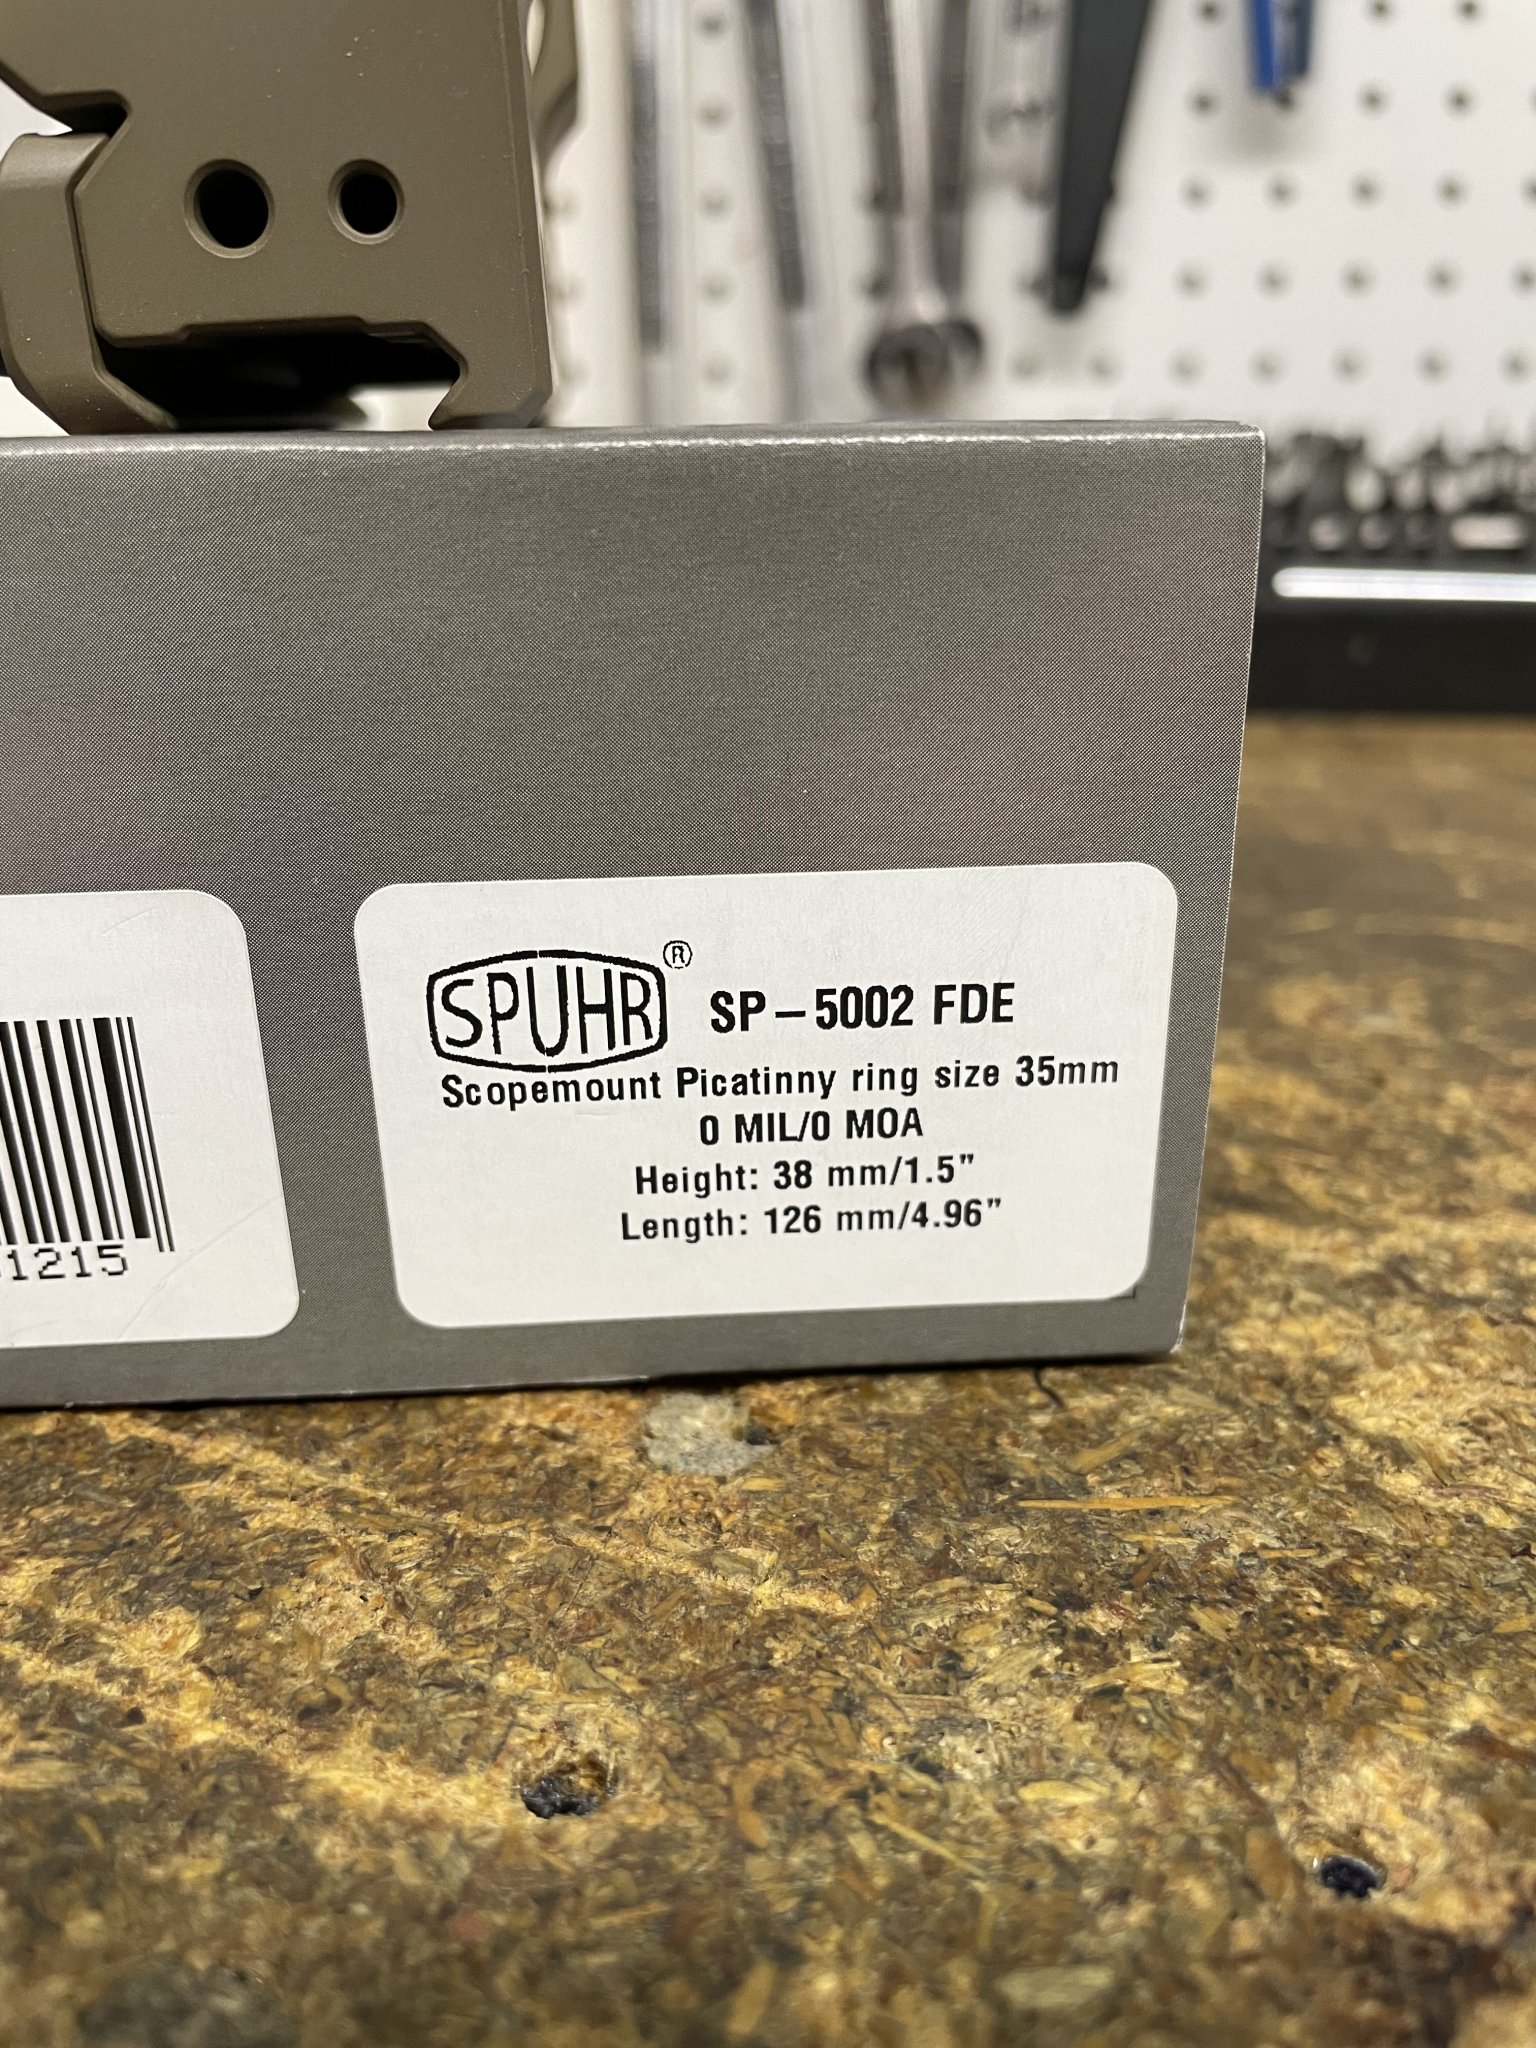 SPUHR® SP-5002 FDE
Scopemount Picatinny ring size 35mm
0 MIL/0 MOA
Height: 38 mm/1.5”
Length: 126 mm/4.96”
1215